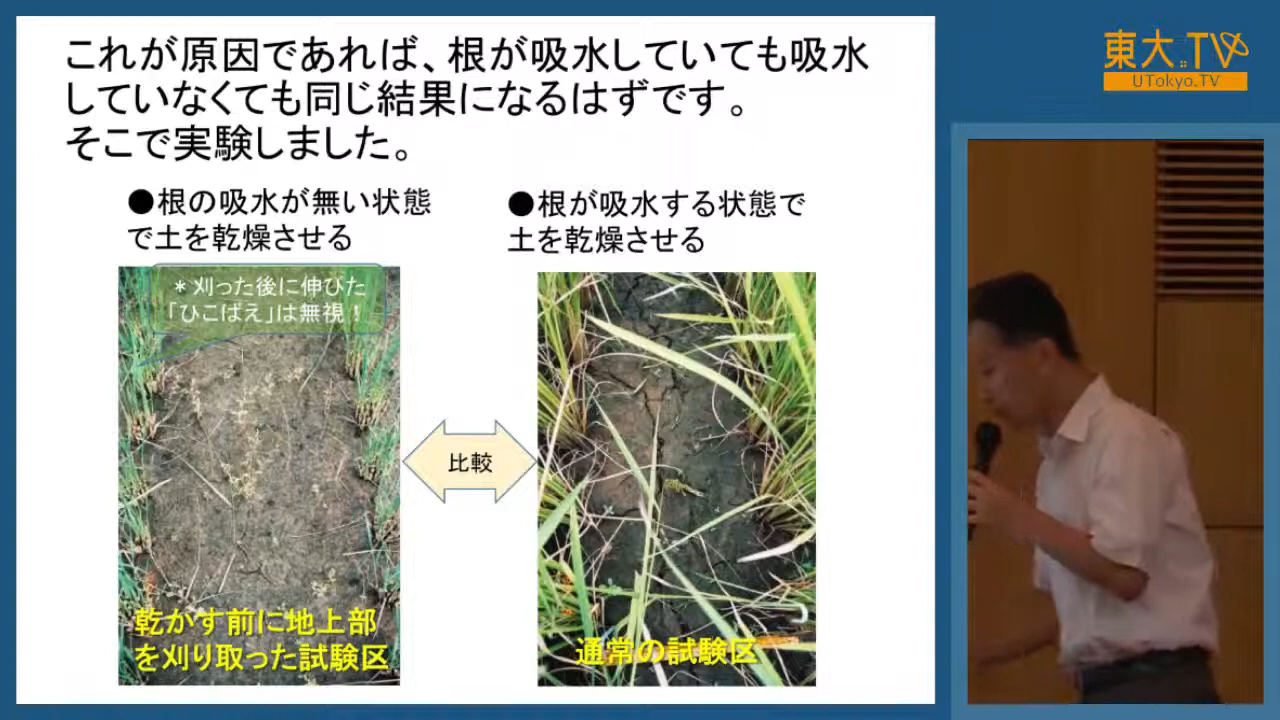 これが原因であれば、根が吸水していても吸水
していなくても同じ結果になるはずです。
そこで実験しました。
●根の吸水が無い状態
で土を乾燥させる
●根が吸水する状態で
土を乾燥させる
＊刈った後に伸びた
「ひこばえ」は無視！
比較
乾かす前に地上部
を刈り取った試験区
通常の試験区
東大TV
UTokyo.TV